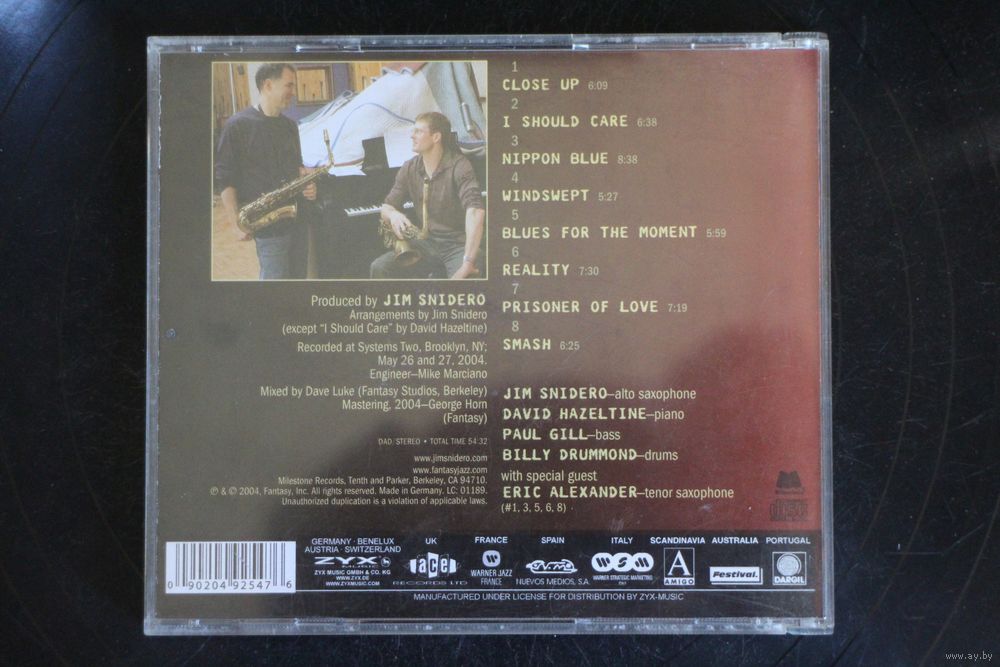 1
CLOSE UP 6:09
2
I SHOULD CARE 6:38
3
NIPPON BLUE 8:38
4
WINDSWEPT 5:27
5
BLUES FOR THE MOMENT 5:59
6
REALITY 7:30
7
PRISONER OF LOVE 7:19
8
SMASH 6:25
JIM SNIDERO—alto saxophone
DAVID HAZELTINE—piano
PAUL GILL—bass
BILLY DRUMMOND—drums
with special guest
ERIC ALEXANDER—tenor saxophone
(#1, 3, 5, 6, 8)
Produced by JIM SNIDERO
Arrangements by Jim Snidero
(except "I Should Care" by David Hazeltine)
Recorded at Systems Two, Brooklyn, NY;
May 26 and 27, 2004.
Engineer—Mike Marciano
Mixed by Dave Luke (Fantasy Studios, Berkeley)
Mastering, 2004—George Horn
(Fantasy)
DAD/STEREO • TOTAL TIME 54:32
www.jimsnidero.com
www.fantasyjazz.com
Milestone Records, Tenth and Parker, Berkeley, CA 94710.
℗ & © 2004, Fantasy, Inc. All rights reserved. Made in Germany. LC: 01189.
Unauthorized duplication is a violation of applicable laws.
0 90204 92547 6
GERMANY · BENELUX
AUSTRIA · SWITZERLAND
ZYX
MUSIC
ZYX MUSIC GMBH & CO. KG
WWW.ZYX.DE
WWW.ZYXMUSIC.COM
UK
ace
RECORDS LTD
FRANCE
WARNER JAZZ
FRANCE
SPAIN
NUEVOS MEDIOS, S.A.
ITALY
WSM
WARNER STRATEGIC MARKETING
SCANDINAVIA
A
AMIGO
AUSTRALIA
Festival
PORTUGAL
DARGIL
MANUFACTURED UNDER LICENSE FOR DISTRIBUTION BY ZYX-MUSIC
www.ay.by